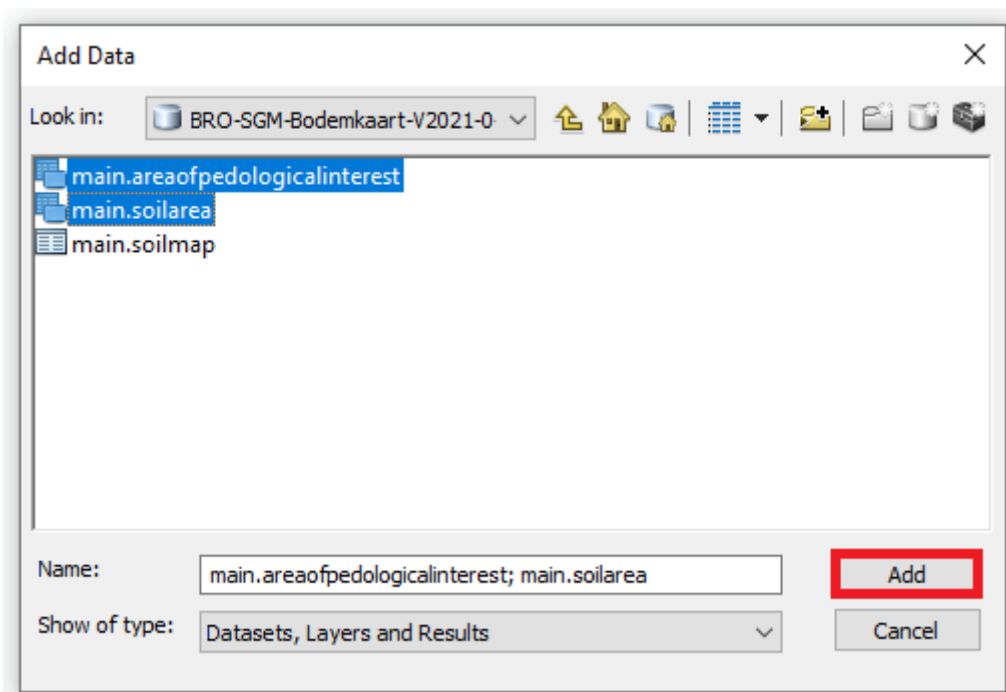 Add Data
Look in:
BRO-SGM-Bodemkaart-V2021-0
main.areaofpedologicalinterest
main.soilarea
main.soilmap
Name:
main.areaofpedologicalinterest; main.soilarea
Add
Show of type:
Datasets, Layers and Results
Cancel